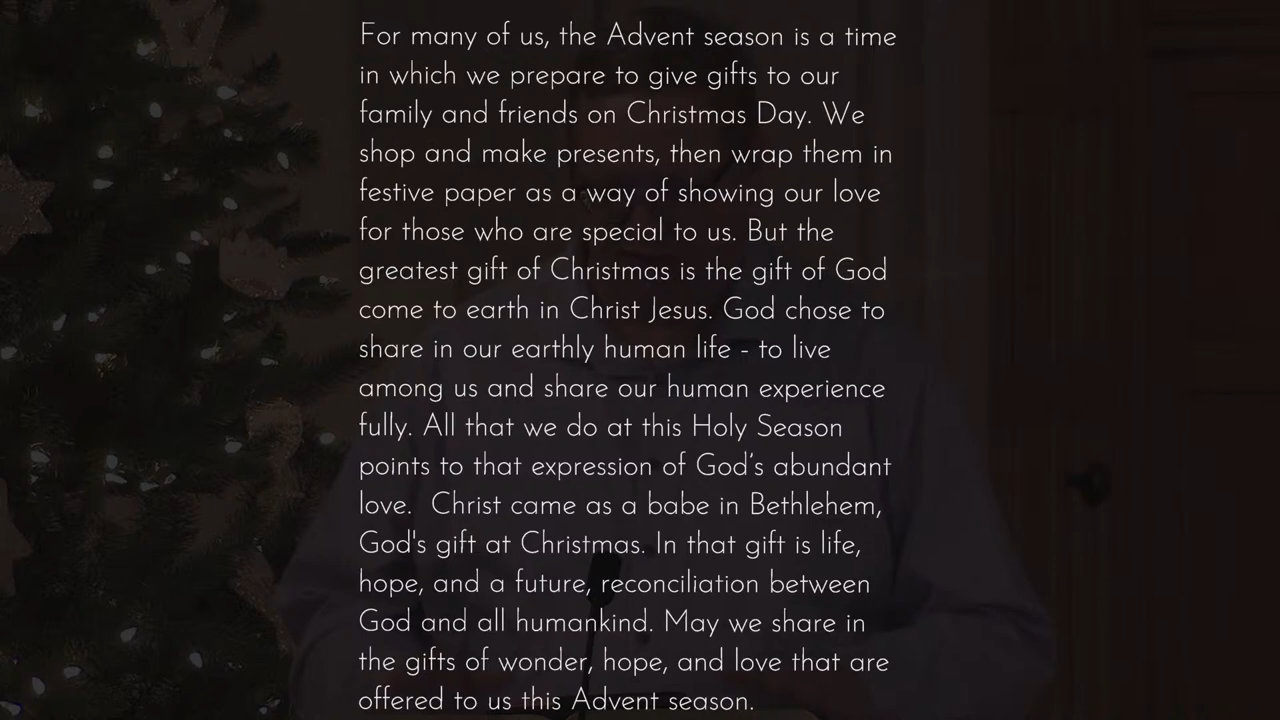 For many of us, the Advent season is a time
in which we prepare to give gifts to our
family and friends on Christmas Day. We
shop and make presents, then wrap them in
festive paper as a way of showing our love
for those who are special to us. But the
greatest gift of Christmas is the gift of God
come to earth in Christ Jesus. God chose to
share in our earthly human life - to live
among us and share our human experience
fully. All that we do at this Holy Season
points to that expression of God’s abundant
love.  Christ came as a babe in Bethlehem,
God's gift at Christmas. In that gift is life,
hope, and a future, reconciliation between
God and all humankind. May we share in
the gifts of wonder, hope, and love that are
offered to us this Advent season.